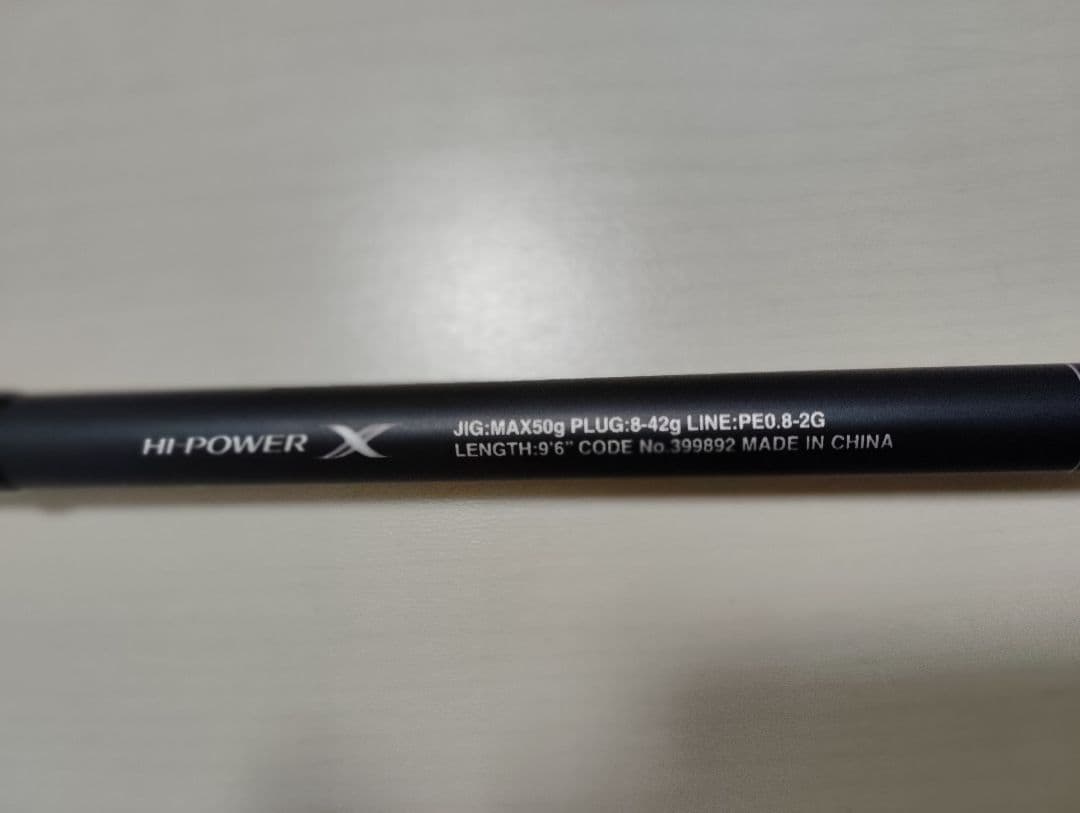 HI-POWER X
JIG:MAX50g PLUG:8-42g LINE:PE0.8-2G
LENGTH:9'6" CODE No.399892 MADE IN CHINA